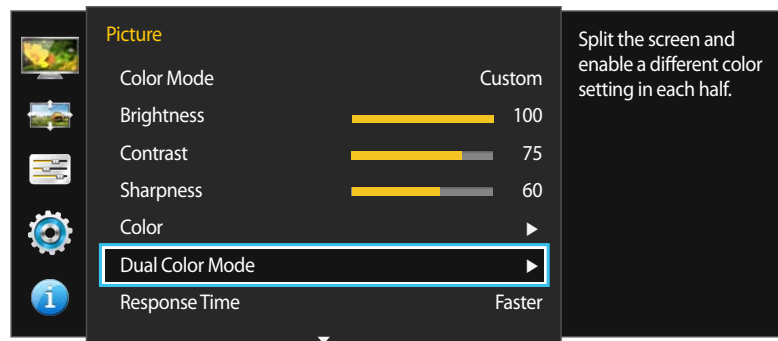 Picture
Color Mode Custom
Brightness 100
Contrast 75
Sharpness 60
Color
Dual Color Mode
Response Time Faster
Split the screen and
enable a different color
setting in each half.